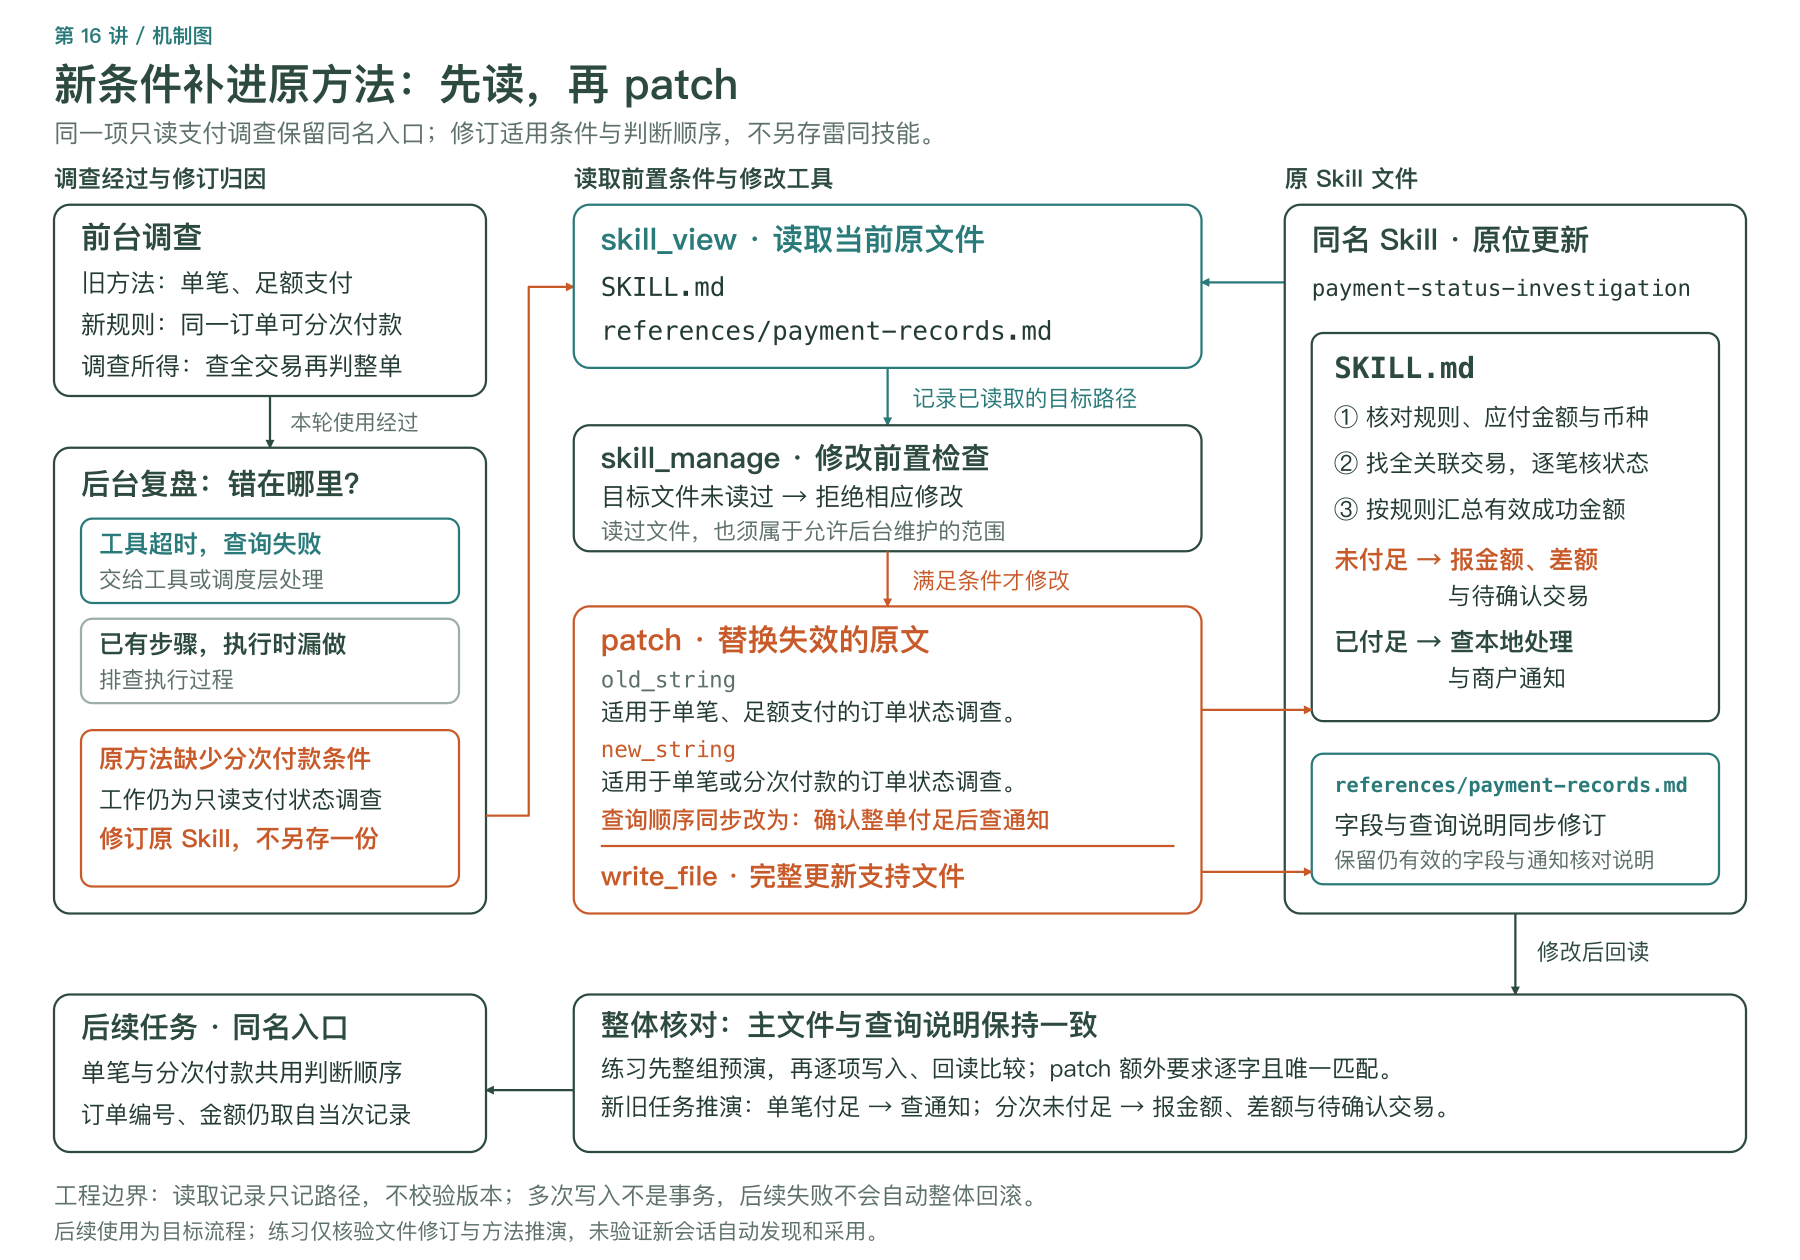 第 16 讲 / 机制图
新条件补进原方法：先读，再 patch
同一项只读支付调查保留同名入口；修订适用条件与判断顺序，不另存雷同技能。
调查经过与修订归因
前台调查
旧方法：单笔、足额支付
新规则：同一订单可分次付款
调查所得：查全交易再判整单
本轮使用经过
后台复盘：错在哪里？
工具超时，查询失败
交给工具或调度层处理
已有步骤，执行时漏做
排查执行过程
原方法缺少分次付款条件
工作仍为只读支付状态调查
修订原 Skill，不另存一份
读取前置条件与修改工具
skill_view · 读取当前原文件
SKILL.md
references/payment-records.md
记录已读取的目标路径
skill_manage · 修改前置检查
目标文件未读过 → 拒绝相应修改
读过文件，也须属于允许后台维护的范围
满足条件才修改
patch · 替换失效的原文
old_string
适用于单笔、足额支付的订单状态调查。
new_string
适用于单笔或分次付款的订单状态调查。
查询顺序同步改为：确认整单付足后查通知
write_file · 完整更新支持文件
原 Skill 文件
同名 Skill · 原位更新
payment-status-investigation
SKILL.md
① 核对规则、应付金额与币种
② 找全关联交易，逐笔核状态
③ 按规则汇总有效成功金额
未付足 → 报金额、差额
与待确认交易
已付足 → 查本地处理
与商户通知
references/payment-records.md
字段与查询说明同步修订
保留仍有效的字段与通知核对说明
修改后回读
后续任务 · 同名入口
单笔与分次付款共用判断顺序
订单编号、金额仍取自当次记录
整体核对：主文件与查询说明保持一致
练习先整组预演，再逐项写入、回读比较；patch 额外要求逐字且唯一匹配。
新旧任务推演：单笔付足 → 查通知；分次未付足 → 报金额、差额与待确认交易。
工程边界：读取记录只记路径，不校验版本；多次写入不是事务，后续失败不会自动整体回滚。
后续使用为目标流程；练习仅核验文件修订与方法推演，未验证新会话自动发现和采用。